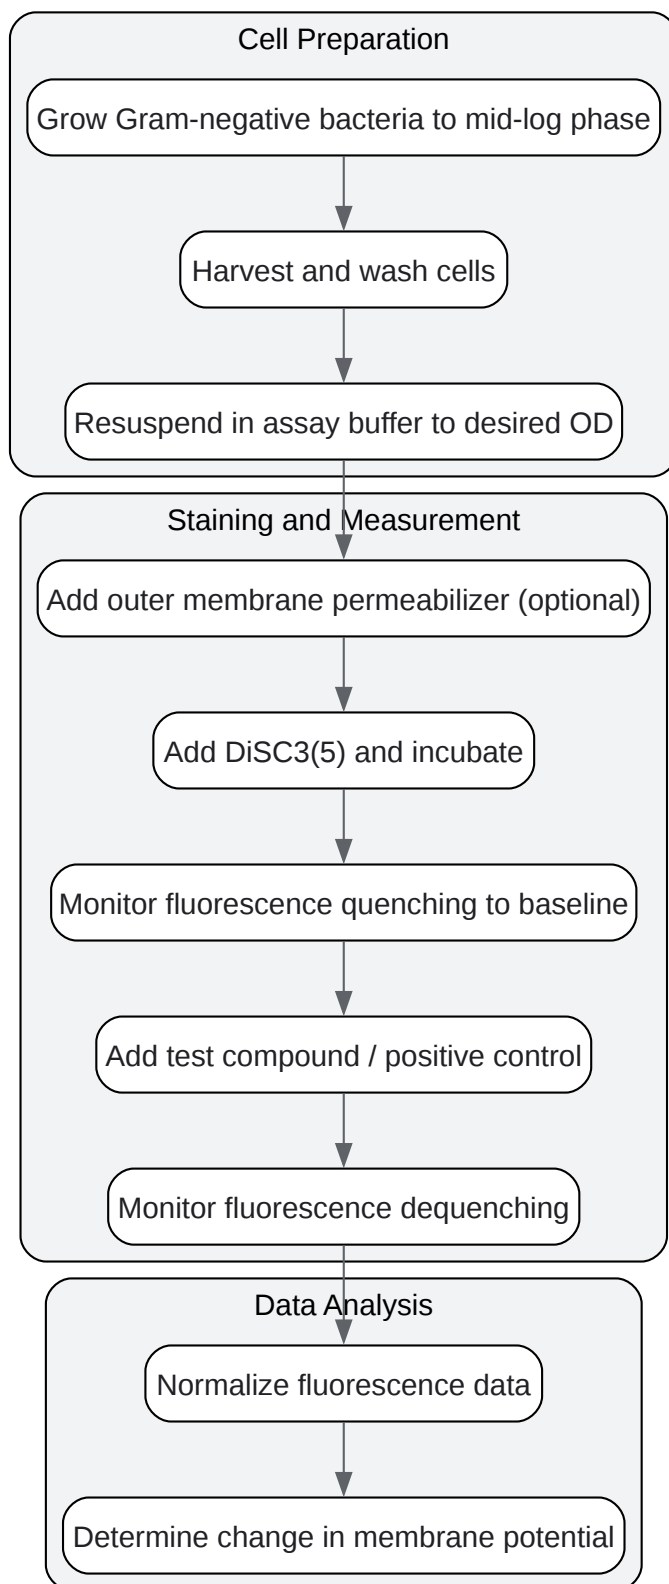 Cell Preparation
Grow Gram-negative bacteria to mid-log phase
Harvest and wash cells
Resuspend in assay buffer to desired OD
Staining and Measurement
Add outer membrane permeabilizer (optional)
Add DiSC3(5) and incubate
Monitor fluorescence quenching to baseline
Add test compound / positive control
Monitor fluorescence dequenching
Data Analysis
Normalize fluorescence data
Determine change in membrane potential